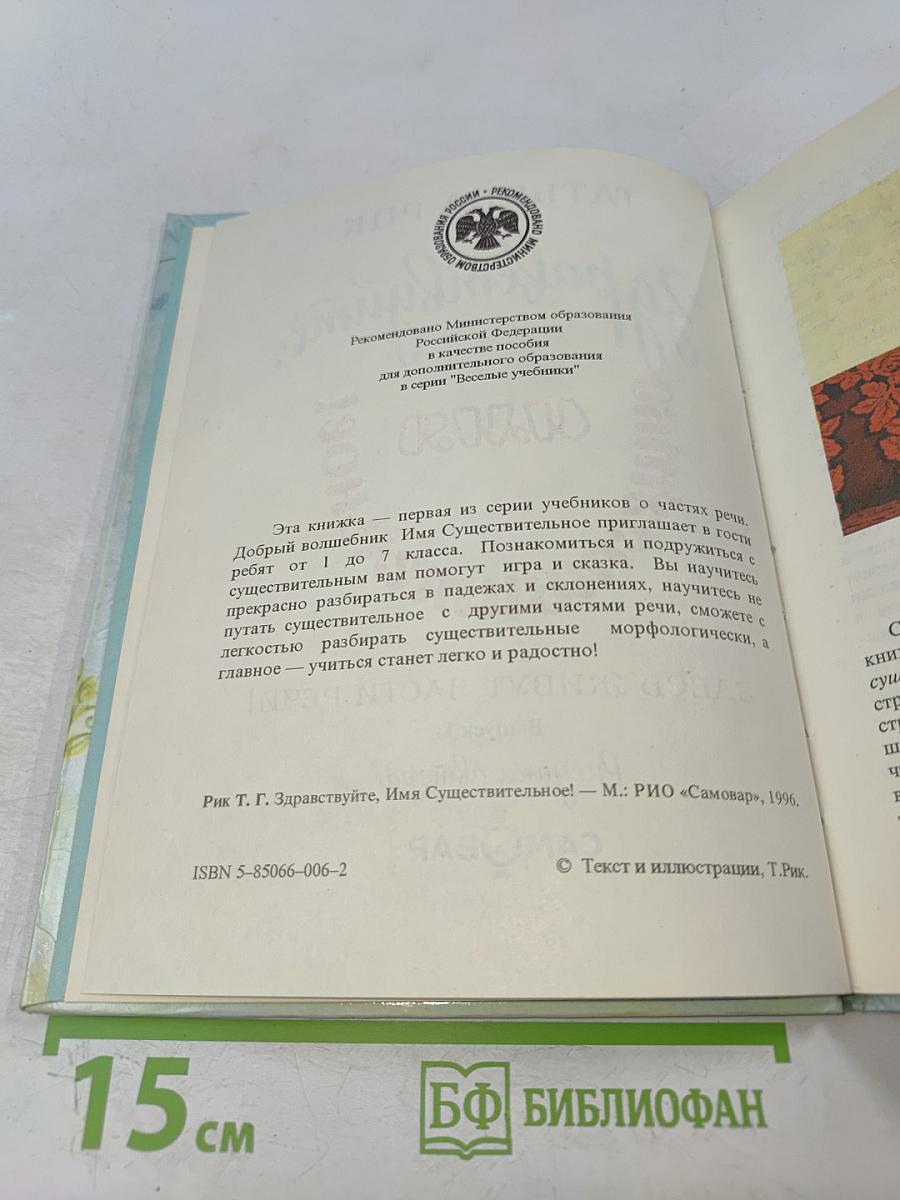 РЕКОМЕНДОВАНО МИНИСТЕРСТВОМ ОБРАЗОВАНИЯ РОССИИ
Рекомендовано Министерством образования
Российской Федерации
в качестве пособия
для дополнительного образования
в серии "Веселые учебники"
Эта книжка — первая из серии учебников о частях речи.
Добрый волшебник Имя Существительное приглашает в гости
ребят от 1 до 7 класса. Познакомиться и подружиться с
существительным вам помогут игра и сказка. Вы научитесь
прекрасно разбираться в падежах и склонениях, научитесь не
путать существительное с другими частями речи, сможете с
легкостью разбирать существительные морфологически, а
главное — учиться станет легко и радостно!
Рик Т. Г. Здравствуйте, Имя Существительное! — М.: РИО «Самовар», 1996.
ISBN 5–85066–006–2
© Текст и иллюстрации, Т.Рик.
15 см
БФ БИБЛИОФАН